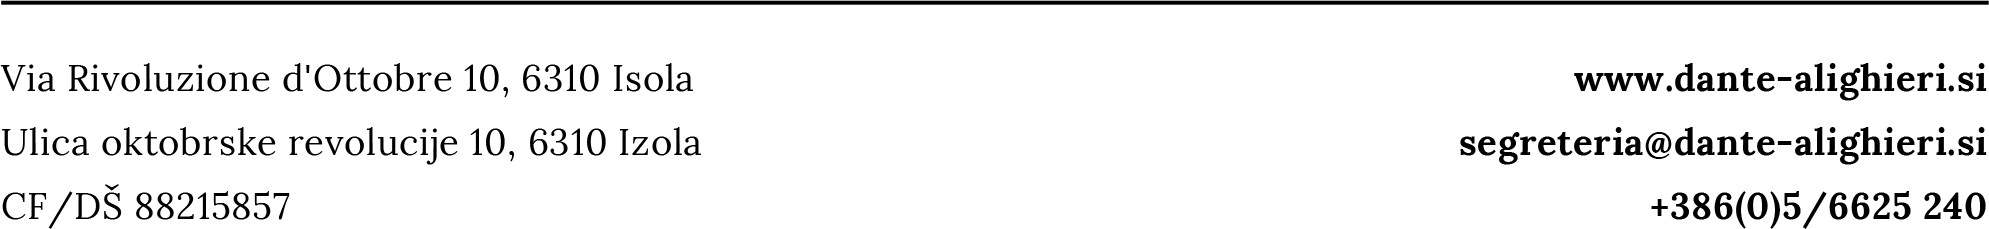 Via Rivoluzione d'Ottobre 10, 6310 Isola
www.dante-alighieri.si
Ulica oktobrske revolucije 10, 6310 Izola
segreteria@dante-alighieri.si
CF/DŠ 88215857
+386(0)5/6625 240